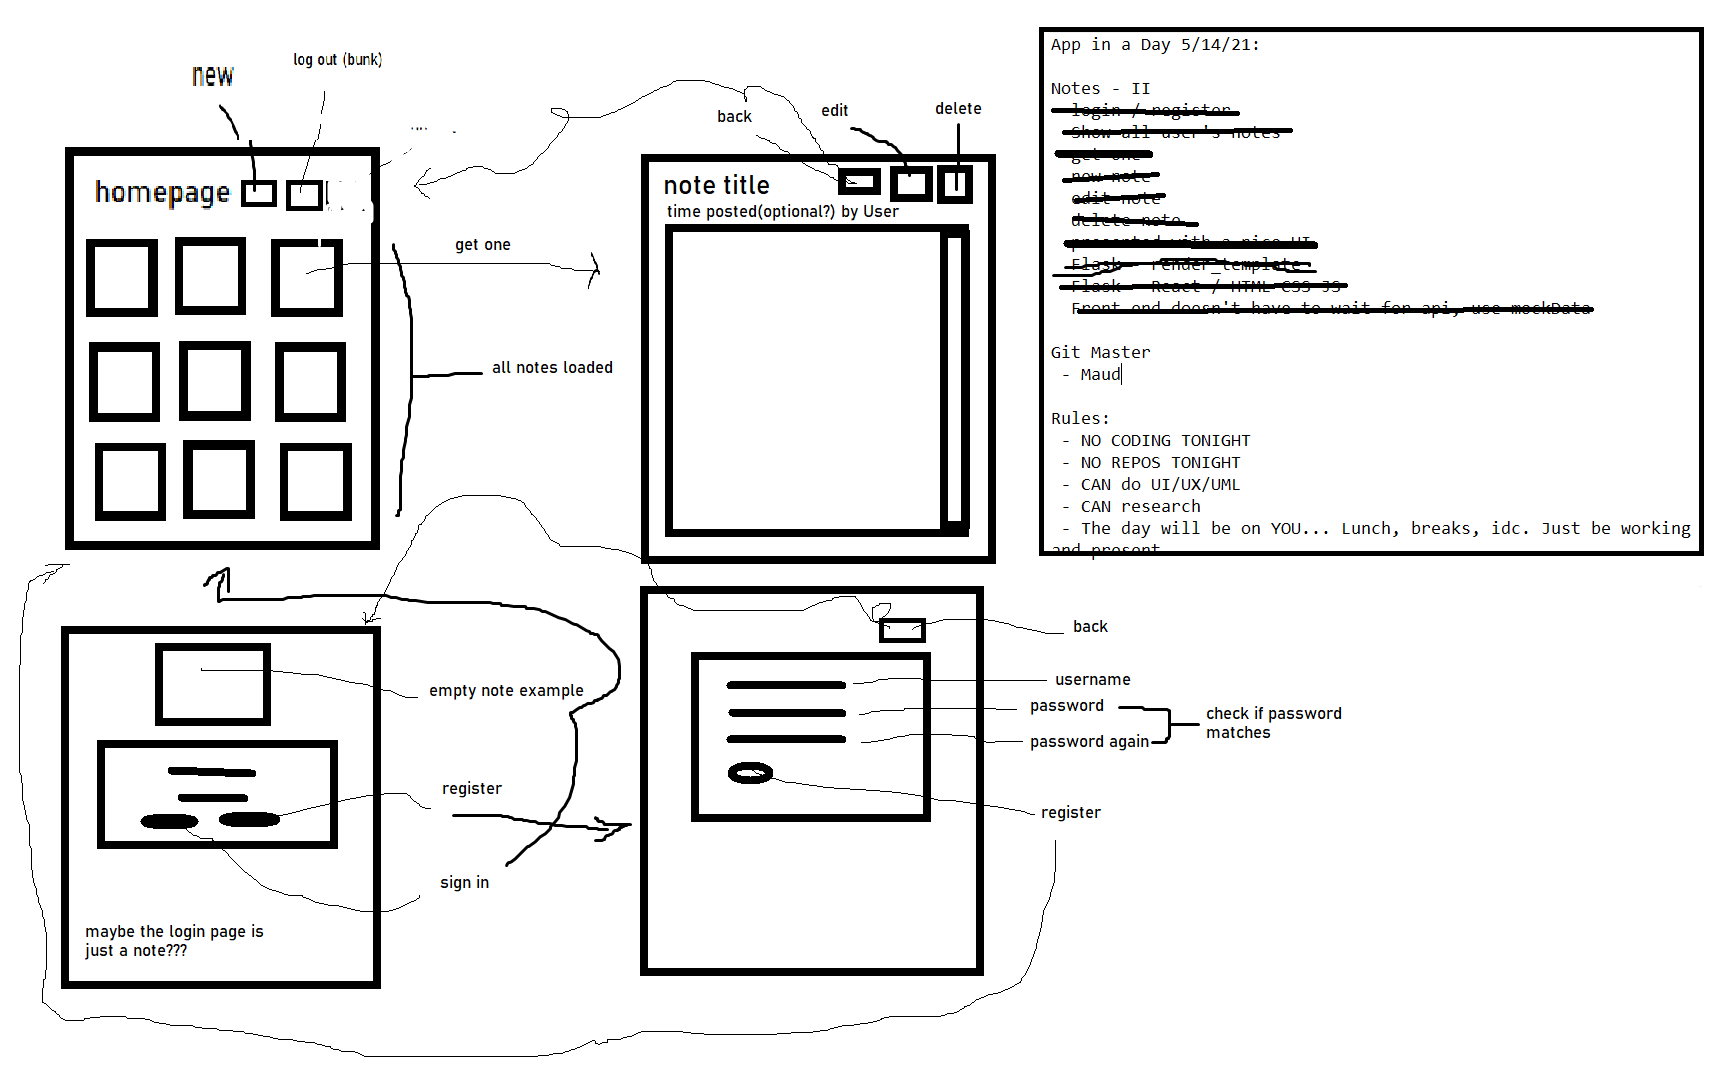 new
log out (bunk)
homepage
get one
all notes loaded
back
edit
delete
note title
time posted(optional?) by User
App in a Day 5/14/21:
Notes - II
login / register
Show all user's notes
get one
new note
edit note
delete note
presented with a nice UI
Flask - render_template
Flask - React / HTML CSS JS
Front end doesn't have to wait for api, use mockData
Git Master
- Maud
Rules:
- NO CODING TONIGHT
- NO REPOS TONIGHT
- CAN do UI/UX/UML
- CAN research
- The day will be on YOU... Lunch, breaks, idc. Just be working
and present
empty note example
register
sign in
maybe the login page is
just a note???
back
username
password
password again
check if password
matches
register